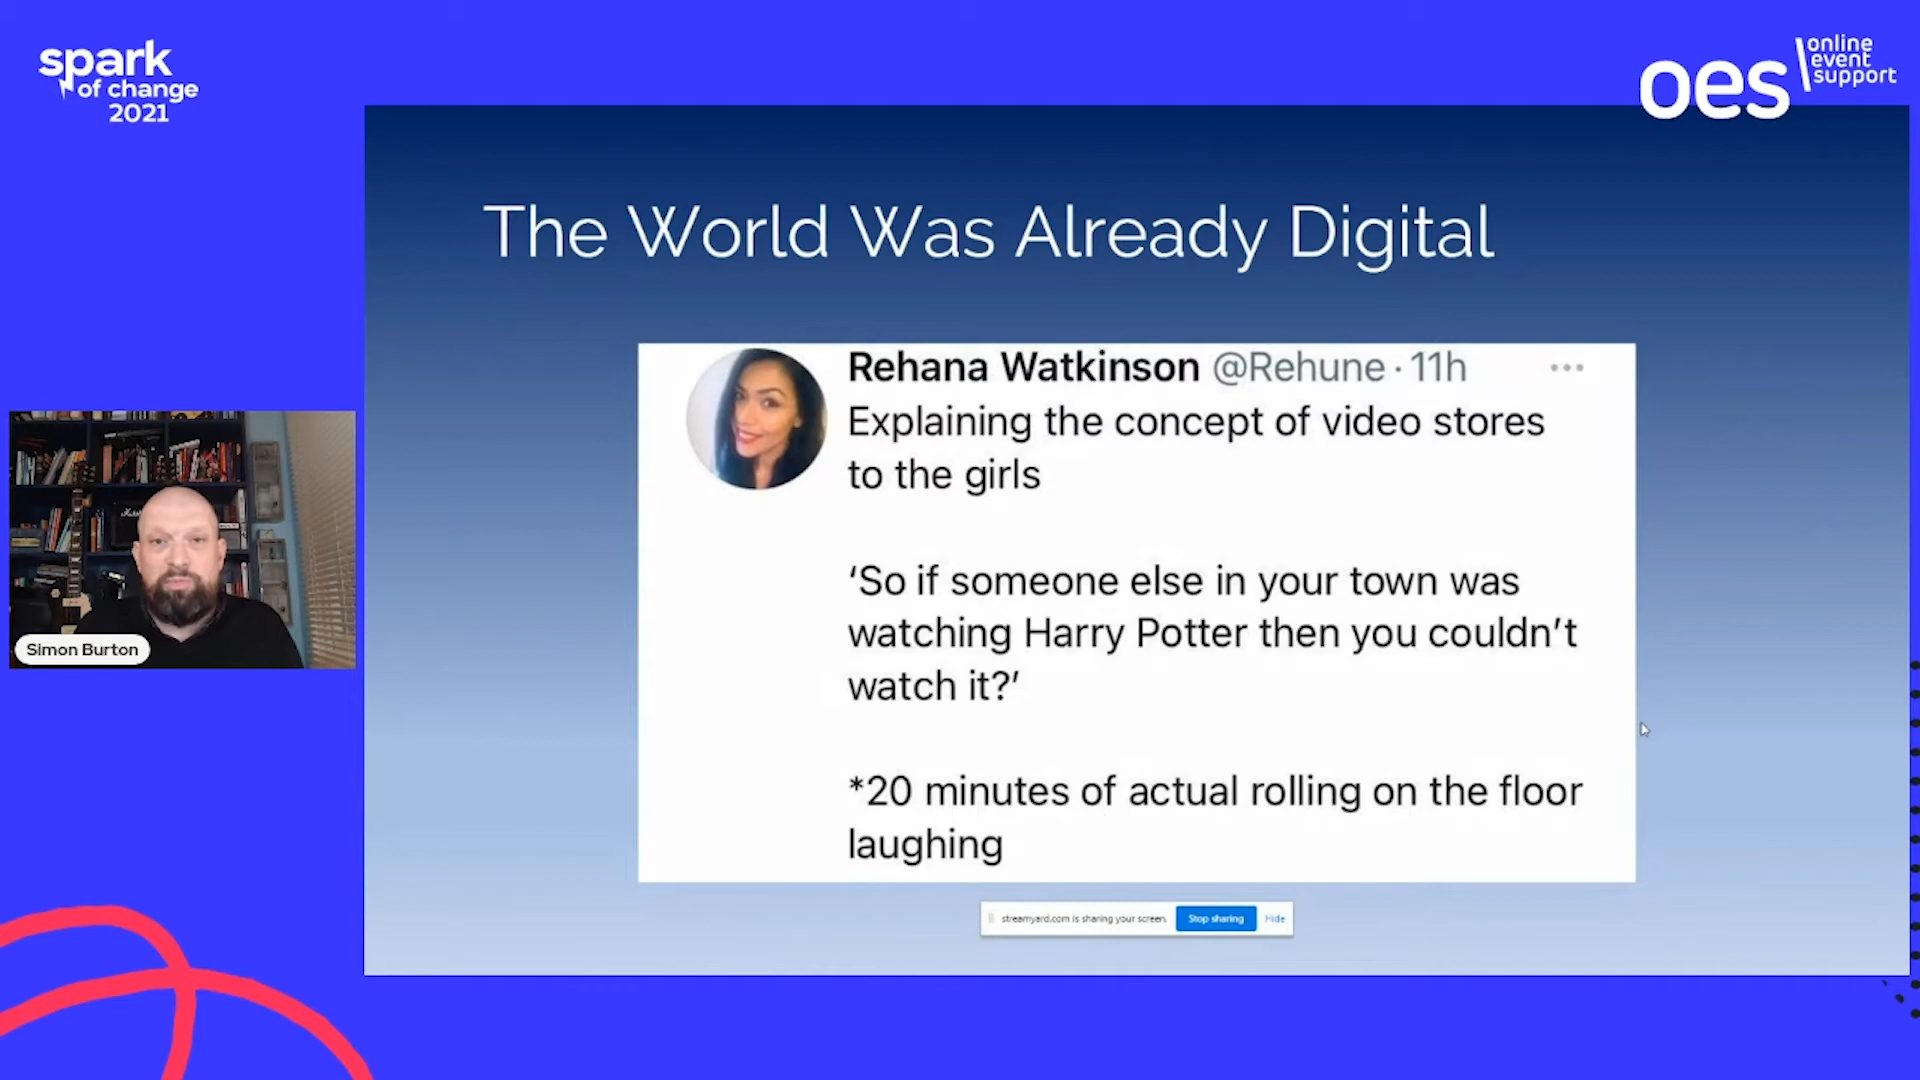 spark
of change
2021
oes
online
event
support
The World Was Already Digital
Rehana Watkinson @Rehune · 11h ...
Explaining the concept of video stores
to the girls
‘So if someone else in your town was
watching Harry Potter then you couldn’t
watch it?’
*20 minutes of actual rolling on the floor
laughing
Simon Burton
streamyard.com is sharing your screen. Stop sharing Hide